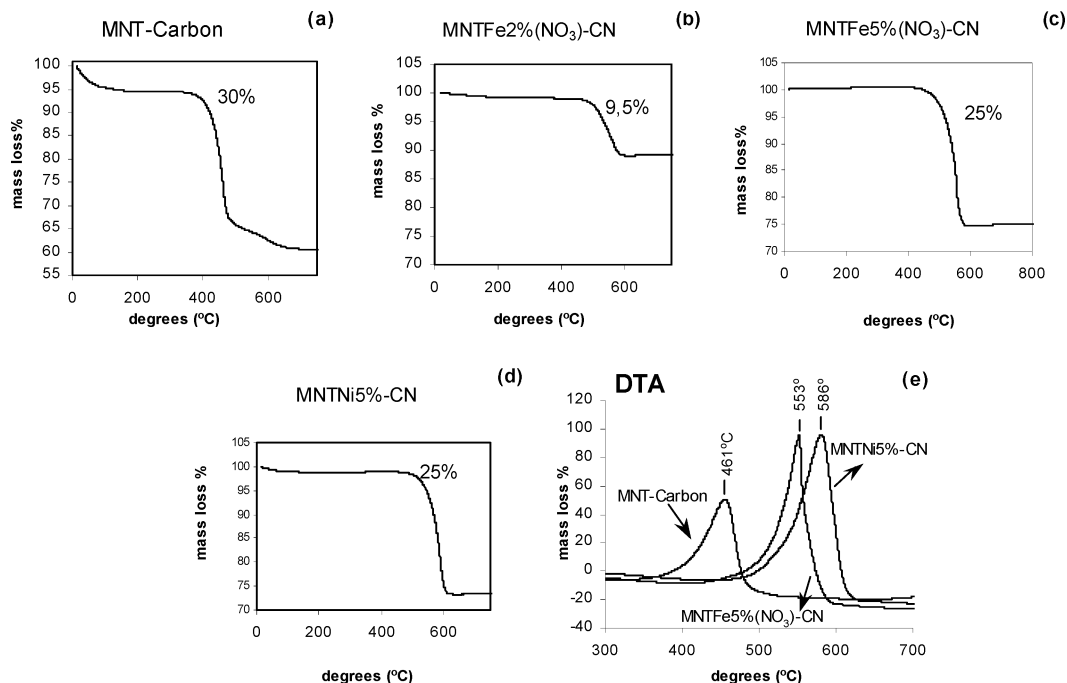 (a)
MNT-Carbon
100
95
90
85
80
75
70
65
60
55
mass loss%
30%
0 200 400 600
degrees (ºC)
(b)
MNTFe2%(NO3)-CN
105
100
95
90
85
80
75
70
mass loss %
9,5%
0 200 400 600
degrees (ºC)
(c)
MNTFe5%(NO3)-CN
105
100
95
90
85
80
75
70
mass loss%
25%
0 200 400 600 800
degrees (ºC)
(d)
MNTNi5%-CN
105
100
95
90
85
80
75
70
mass loss %
25%
0 200 400 600
degrees (ºC)
(e)
DTA
120
100
80
60
40
20
0
-20
-40
mass loss %
461ºC
553º
586º
MNTNi5%-CN
MNT-Carbon
MNTFe5%(NO3)-CN
300 400 500 600 700
degrees (ºC)